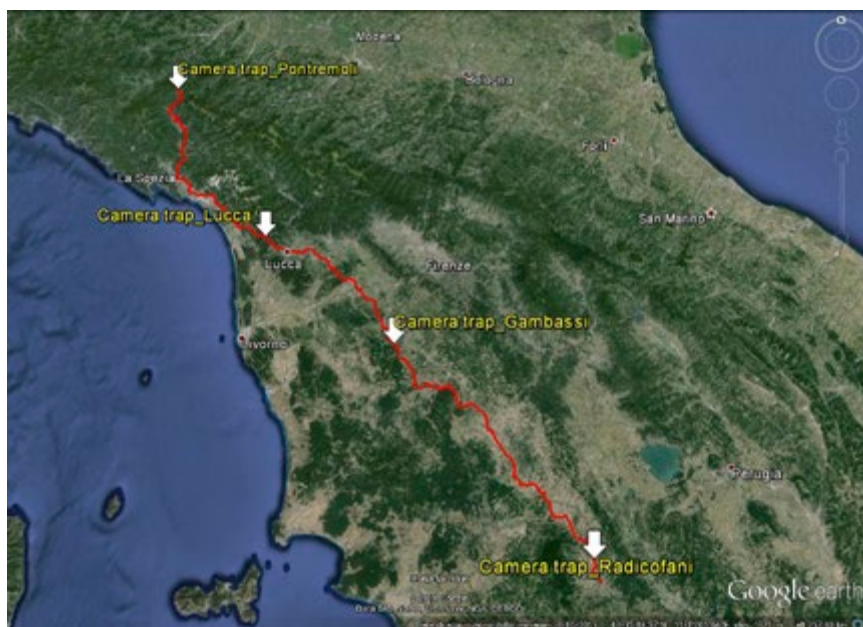 Modena
Camera trap_Pontremoli
Bologna
Forlì
La Spezia
Camera trap_Lucca
San Marino
Lucca
Firenze
Camera trap_Gambassi
Livorno
Perugia
Camera trap_Radicofani
Google earth